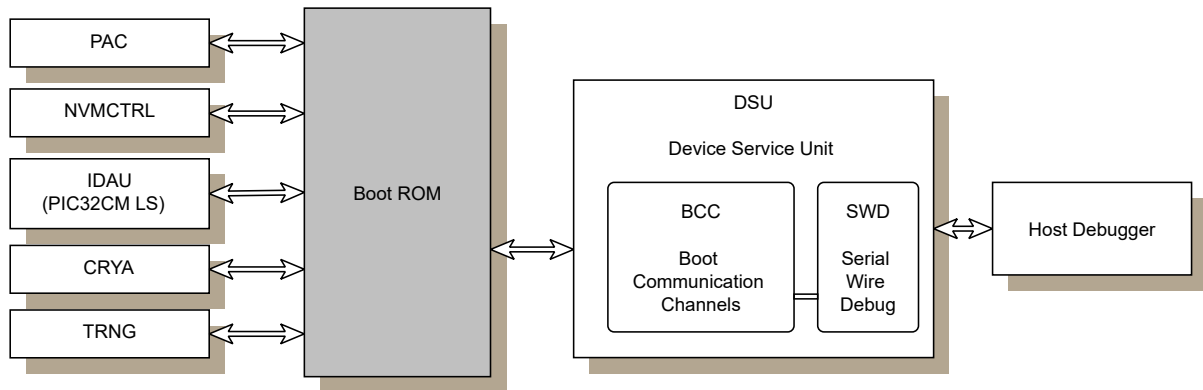 PAC
NVMCTRL
IDAU
(PIC32CM LS)
CRYA
TRNG
Boot ROM
DSU
Device Service Unit
BCC
Boot
Communication
Channels
SWD
Serial
Wire
Debug
Host Debugger